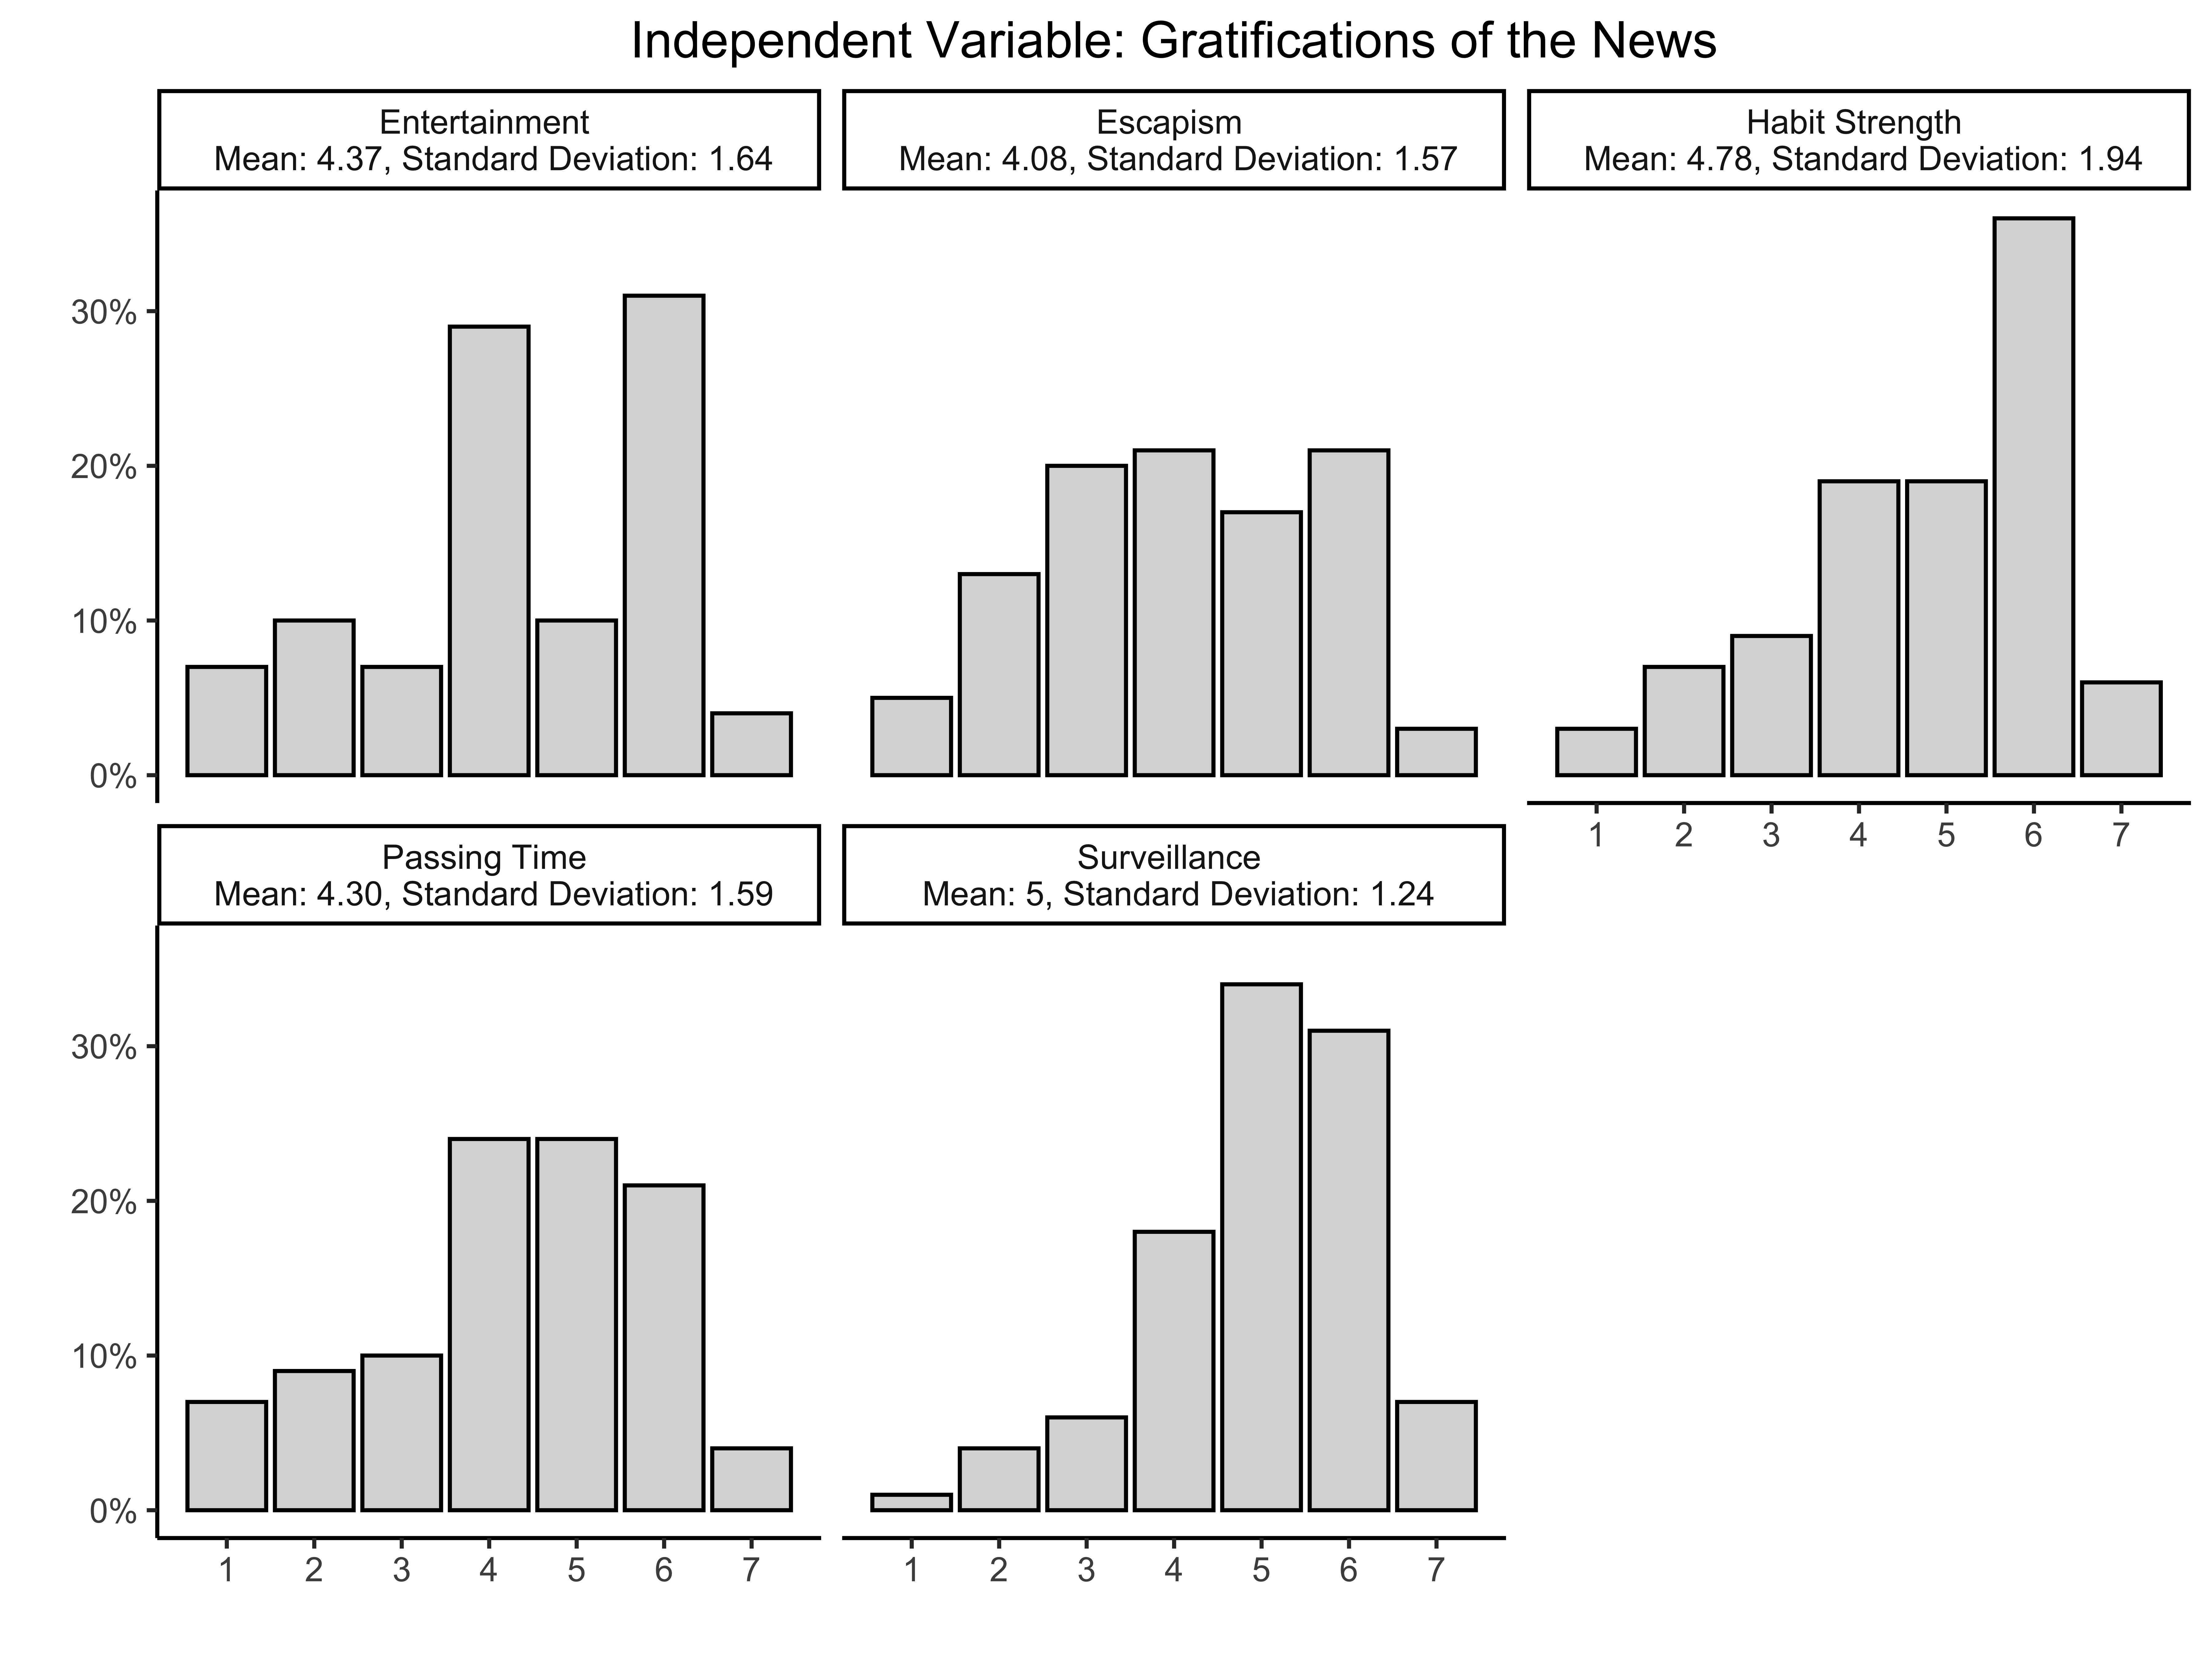 Independent Variable: Gratifications of the News
Entertainment
Mean: 4.37, Standard Deviation: 1.64
Escapism
Mean: 4.08, Standard Deviation: 1.57
Habit Strength
Mean: 4.78, Standard Deviation: 1.94
30%
20%
10%
0%
1 2 3 4 5 6 7
Passing Time
Mean: 4.30, Standard Deviation: 1.59
Surveillance
Mean: 5, Standard Deviation: 1.24
30%
20%
10%
0%
1 2 3 4 5 6 7
1 2 3 4 5 6 7